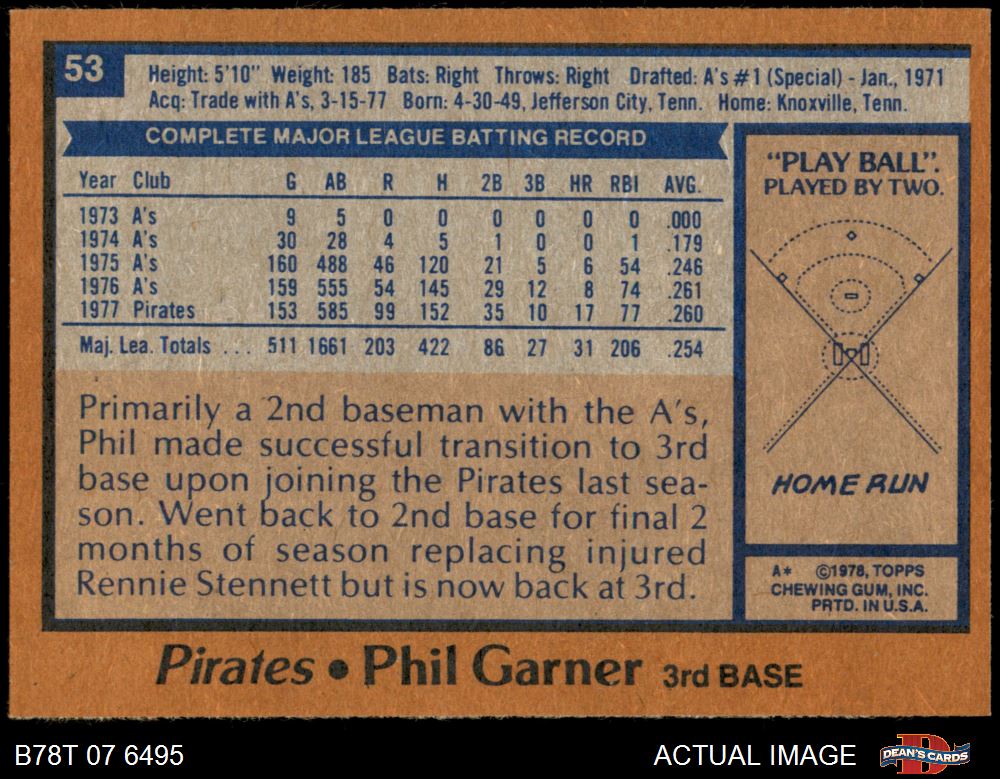 53
Height: 5'10" Weight: 185 Bats: Right Throws: Right Drafted: A's #1 (Special) - Jan., 1971
Acq: Trade with A's, 3-15-77 Born: 4-30-49, Jefferson City, Tenn. Home: Knoxville, Tenn.
COMPLETE MAJOR LEAGUE BATTING RECORD
Year Club G AB R H 2B 3B HR RBI AVG.
1973 A's 9 5 0 0 0 0 0 0 .000
1974 A's 30 28 4 5 1 0 0 1 .179
1975 A's 160 488 46 120 21 5 6 54 .246
1976 A's 159 555 54 145 29 12 8 74 .261
1977 Pirates 153 585 99 152 35 10 17 77 .260
Maj. Lea. Totals ... 511 1661 203 422 86 27 31 206 .254
Primarily a 2nd baseman with the A's,
Phil made successful transition to 3rd
base upon joining the Pirates last sea-
son. Went back to 2nd base for final 2
months of season replacing injured
Rennie Stennett but is now back at 3rd.
"PLAY BALL".
PLAYED BY TWO.
HOME RUN
A* ©1978, TOPPS
CHEWING GUM, INC.
PRTD. IN U.S.A.
Pirates • Phil Garner 3rd BASE
B78T 07 6495
ACTUAL IMAGE
D
DEAN'S CARDS